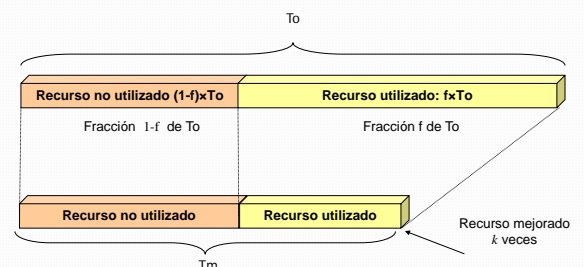 To
Recurso no utilizado (1-f)×To
Recurso utilizado: f×To
Fracción 1-f de To
Fracción f de To
Recurso no utilizado
Recurso utilizado
Recurso mejorado
k veces
Tm